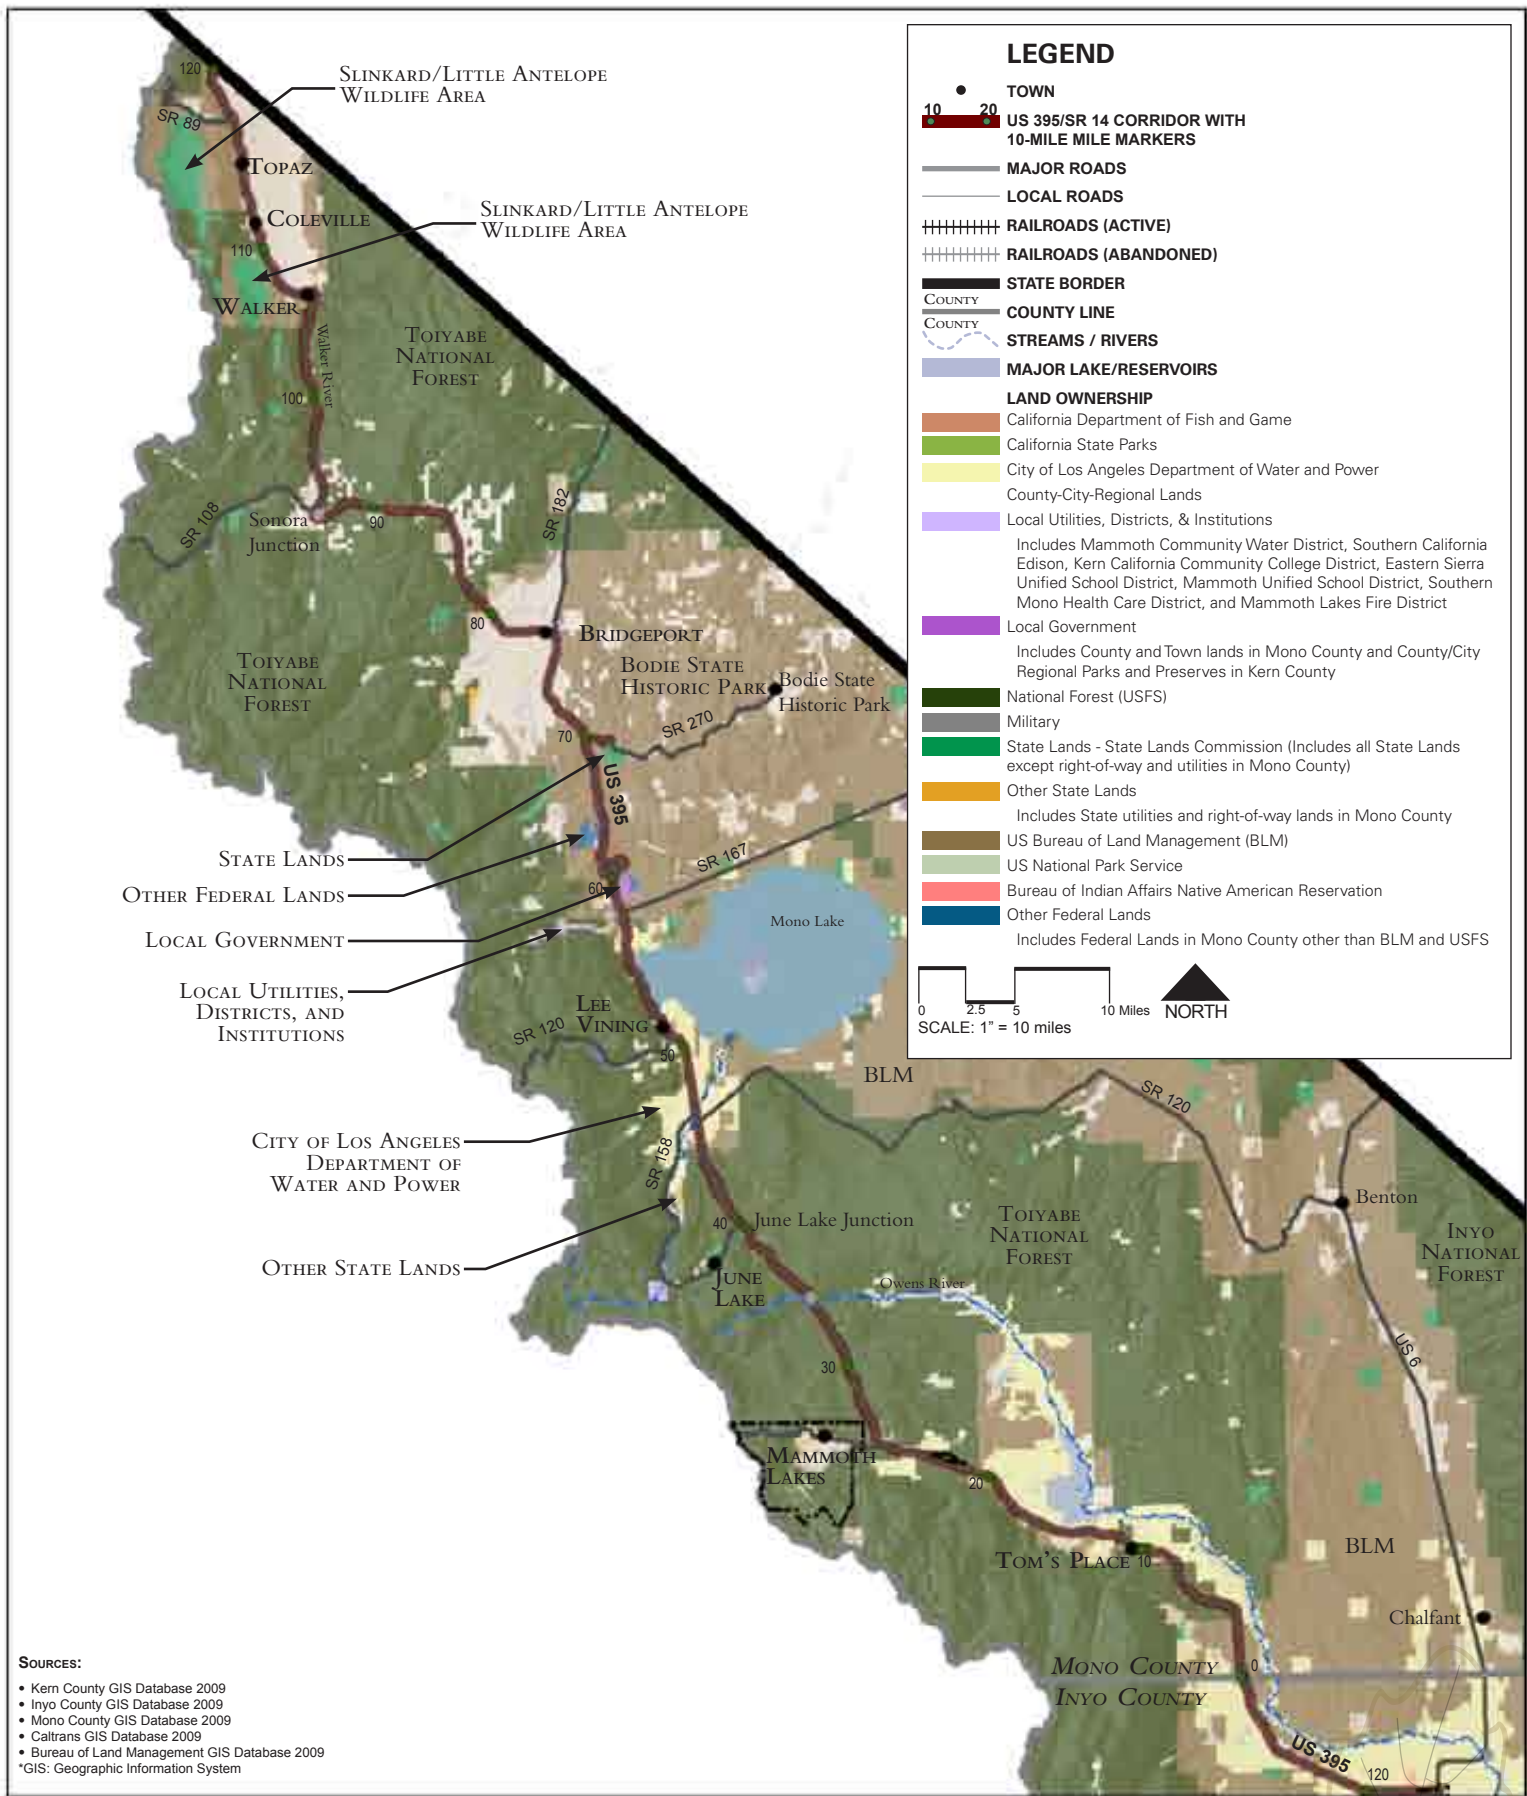 120
SLINKARD/LITTLE ANTELOPE
WILDLIFE AREA
SR 89
TOPAZ
COLEVILLE
SLINKARD/LITTLE ANTELOPE
WILDLIFE AREA
110
WALKER
Walker River
TOIYABE
NATIONAL
FOREST
100
SR 108
Sonora
Junction
90
SR 182
80
BRIDGEPORT
TOIYABE
NATIONAL
FOREST
BODIE STATE
HISTORIC PARK
Bodie State
Historic Park
SR 270
70
US 395
STATE LANDS
OTHER FEDERAL LANDS
SR 167
60
LOCAL GOVERNMENT
Mono Lake
LOCAL UTILITIES,
DISTRICTS, AND
INSTITUTIONS
LEE
VINING
SR 120
50
BLM
SR 120
CITY OF LOS ANGELES
DEPARTMENT OF
WATER AND POWER
SR 158
40
June Lake Junction
TOIYABE
NATIONAL
FOREST
Benton
INYO
NATIONAL
FOREST
OTHER STATE LANDS
JUNE
LAKE
Owens River
US 6
30
MAMMOTH
LAKES
20
TOM'S PLACE
10
BLM
Chalfant
MONO COUNTY
INYO COUNTY
0
US 395
120
LEGEND
TOWN
10 20
US 395/SR 14 CORRIDOR WITH
10-MILE MILE MARKERS
MAJOR ROADS
LOCAL ROADS
RAILROADS (ACTIVE)
RAILROADS (ABANDONED)
STATE BORDER
COUNTY
COUNTY LINE
COUNTY
STREAMS / RIVERS
MAJOR LAKE/RESERVOIRS
LAND OWNERSHIP
California Department of Fish and Game
California State Parks
City of Los Angeles Department of Water and Power
County-City-Regional Lands
Local Utilities, Districts, & Institutions
Includes Mammoth Community Water District, Southern California
Edison, Kern California Community College District, Eastern Sierra
Unified School District, Mammoth Unified School District, Southern
Mono Health Care District, and Mammoth Lakes Fire District
Local Government
Includes County and Town lands in Mono County and County/City
Regional Parks and Preserves in Kern County
National Forest (USFS)
Military
State Lands - State Lands Commission (Includes all State Lands
except right-of-way and utilities in Mono County)
Other State Lands
Includes State utilities and right-of-way lands in Mono County
US Bureau of Land Management (BLM)
US National Park Service
Bureau of Indian Affairs Native American Reservation
Other Federal Lands
Includes Federal Lands in Mono County other than BLM and USFS
0 2.5 5 10 Miles
NORTH
SCALE: 1" = 10 miles
SOURCES:
• Kern County GIS Database 2009
• Inyo County GIS Database 2009
• Mono County GIS Database 2009
• Caltrans GIS Database 2009
• Bureau of Land Management GIS Database 2009
*GIS: Geographic Information System